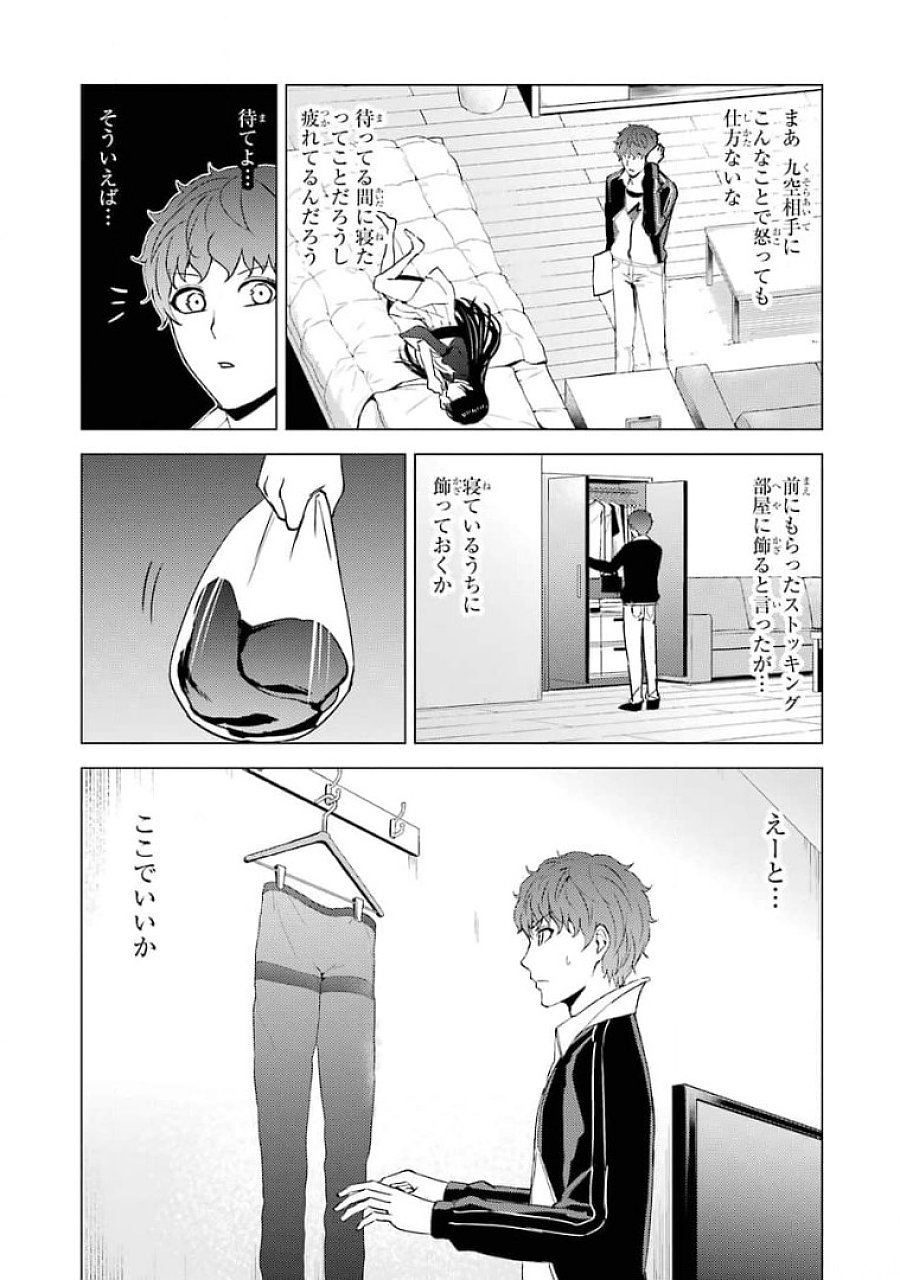 まあ 九空相手に
こんなことで怒っても
仕方ないな
待ってる間に寝た
ってことだろうし
疲れてるんだろう
待てよ…
そういえば…
前にもらったストッキング
部屋に飾ると言ったが…
寝ているうちに
飾っておくか
えーと…
ここでいいか